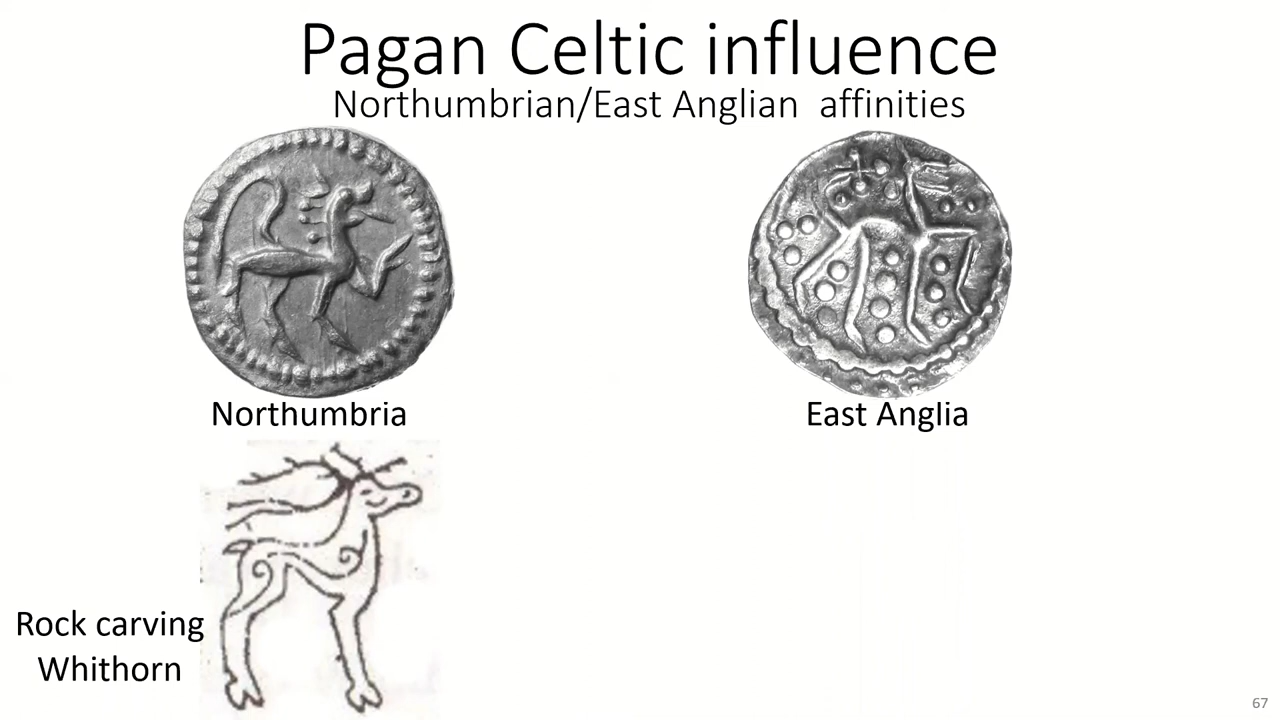 Pagan Celtic influence
Northumbrian/East Anglian affinities
Northumbria
East Anglia
Rock carving
Whithorn
67